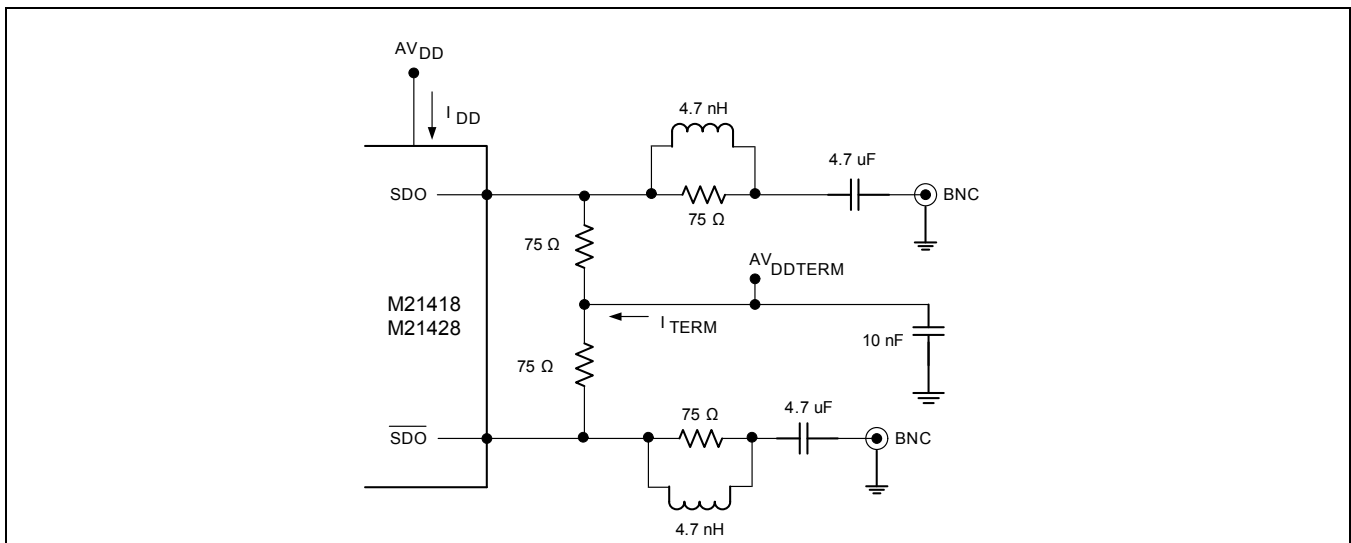 AVDD
IDD
4.7 nH
4.7 uF
SDO
BNC
75 Ω
75 Ω
AVDDTERM
M21418
M21428
ITERM
10 nF
75 Ω
75 Ω
4.7 uF
SDO
BNC
4.7 nH